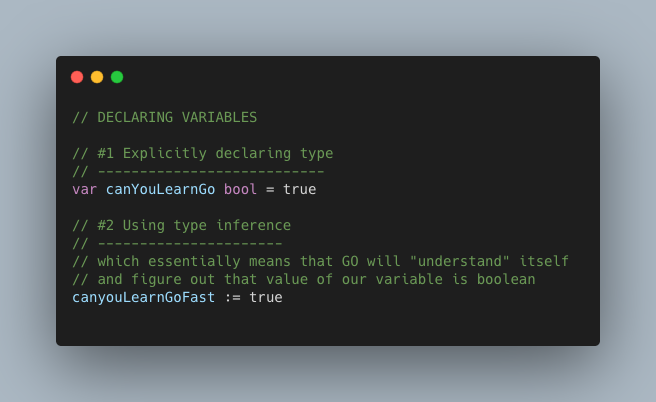 // DECLARING VARIABLES
// #1 Explicitly declaring type
// ---------------------------
var canYouLearnGo bool = true
// #2 Using type inference
// ----------------------
// which essentially means that GO will "understand" itself
// and figure out that value of our variable is boolean
canyouLearnGoFast := true